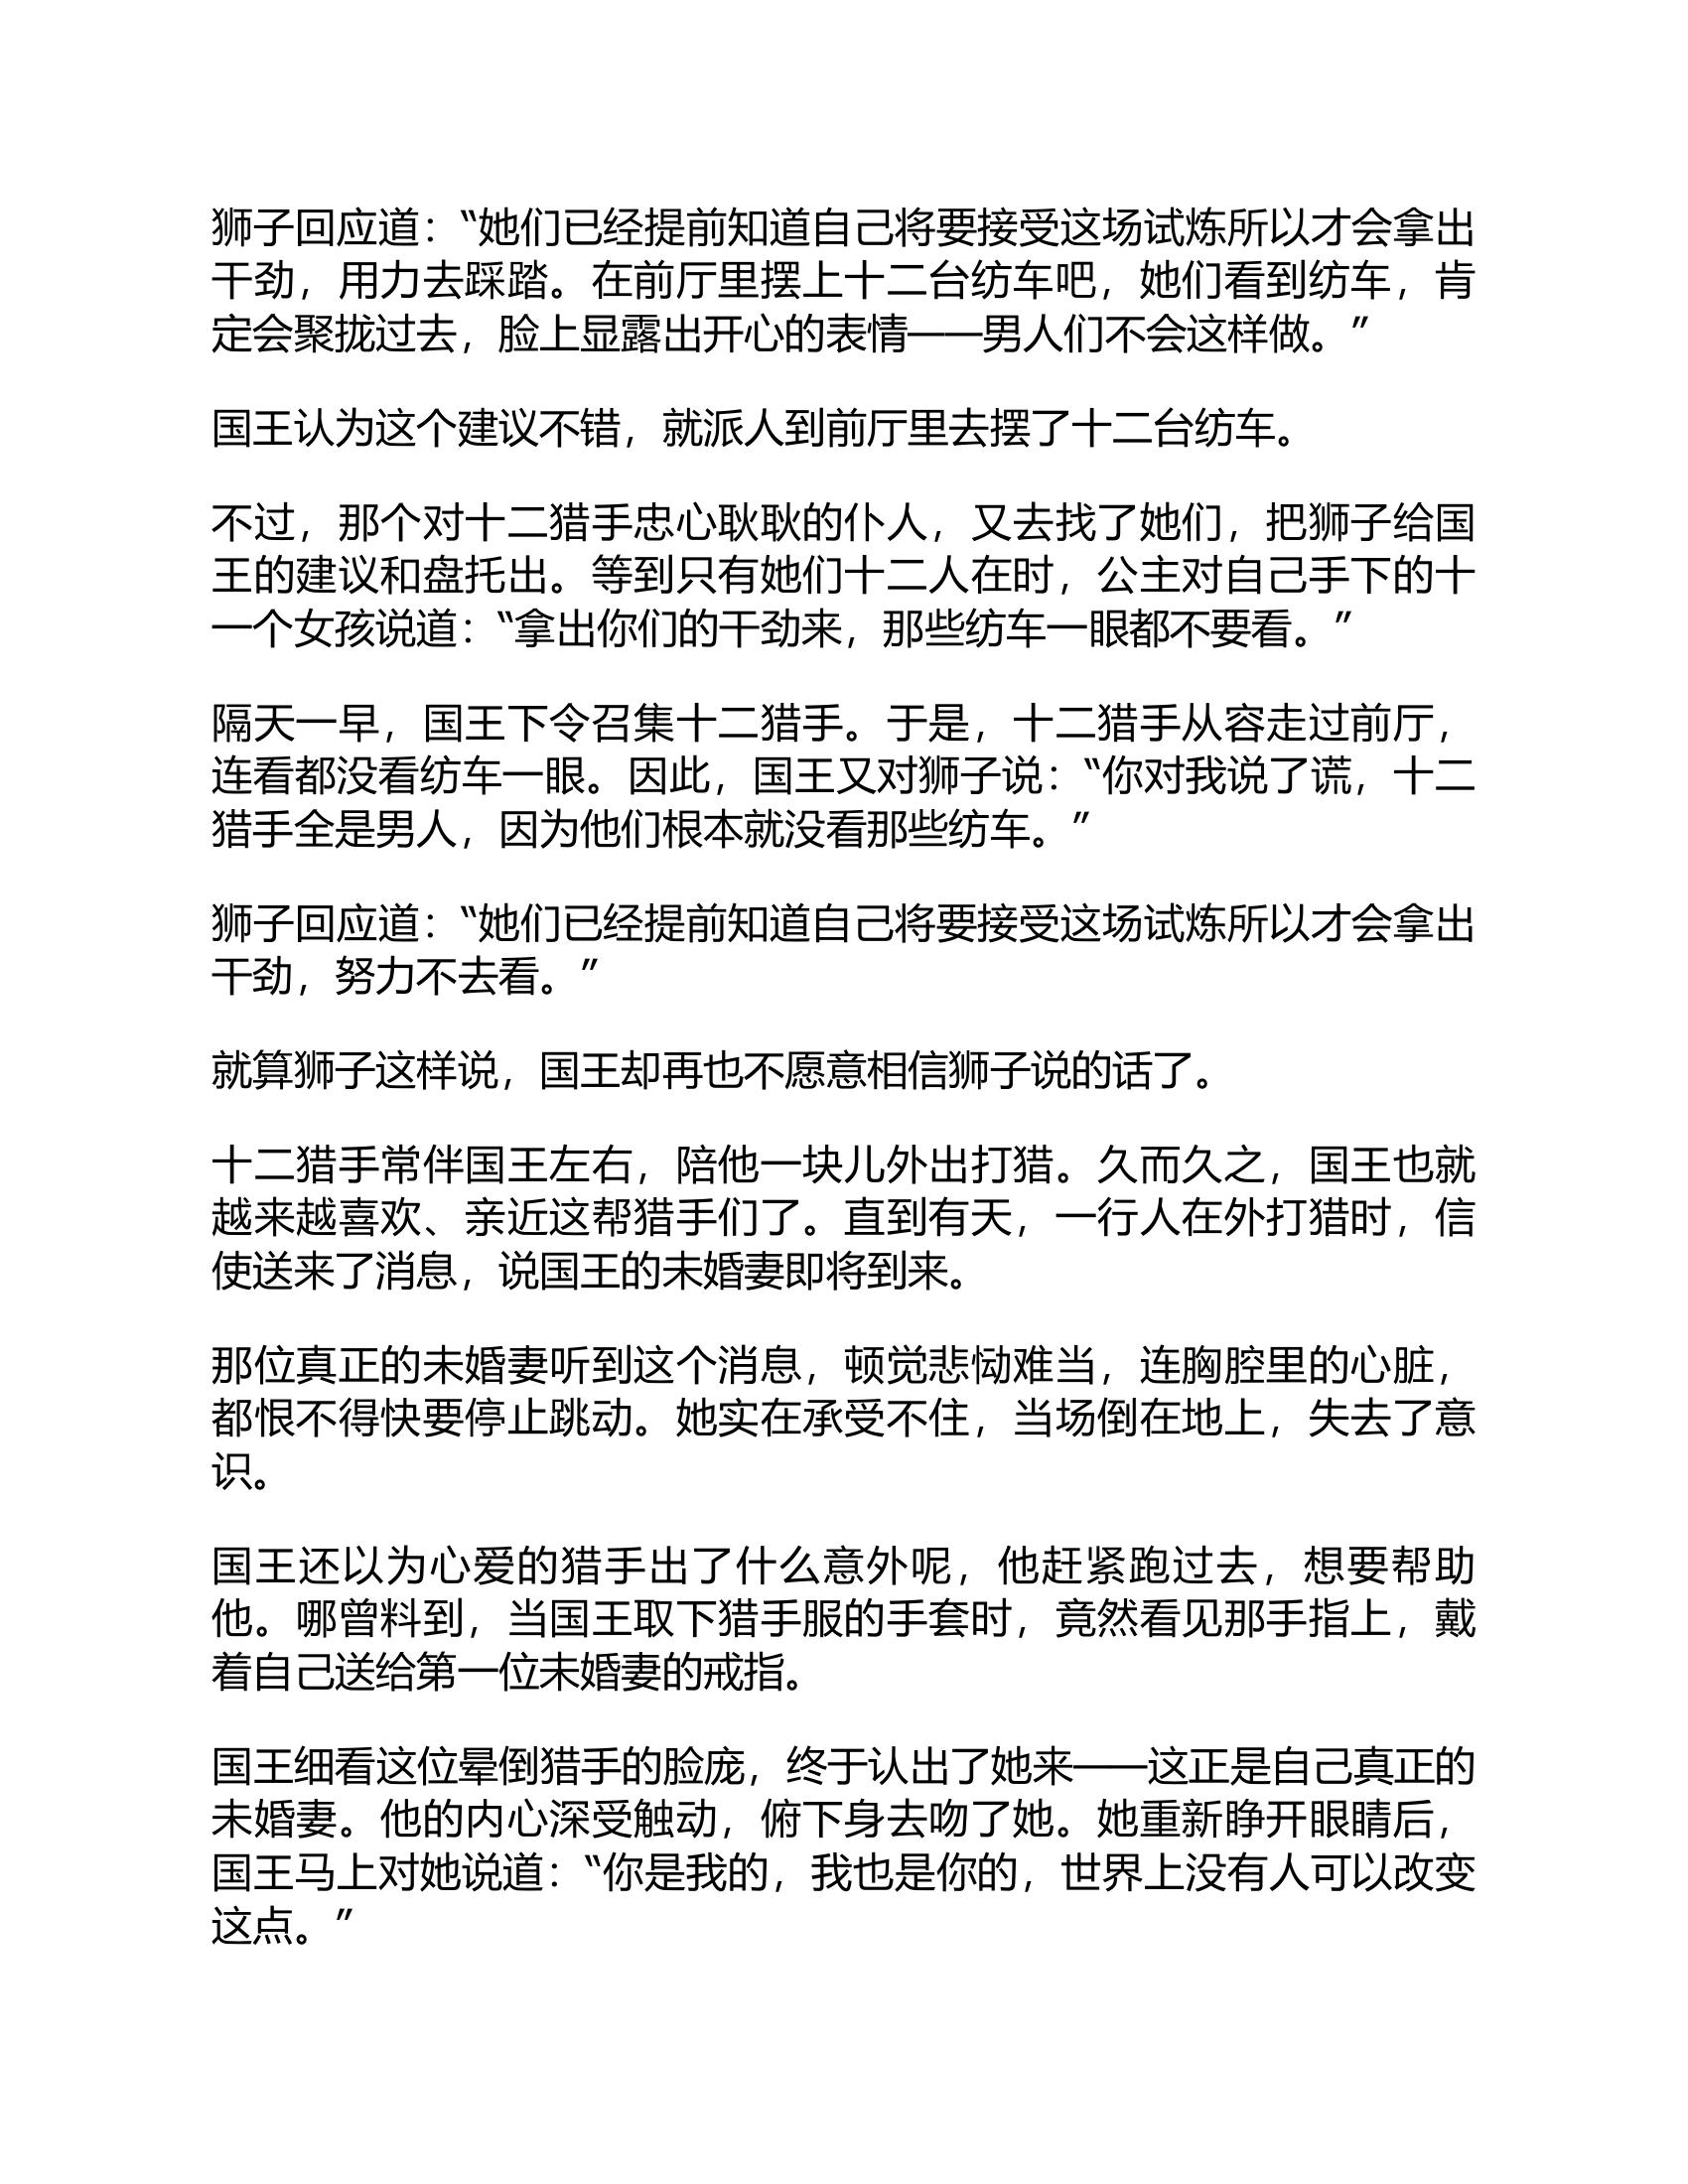 狮子回应道：“她们已经提前知道自己将要接受这场试炼所以才会拿出
干劲，用力去踩踏。在前厅里摆上十二台纺车吧，她们看到纺车，肯
定会聚拢过去，脸上显露出开心的表情——男人们不会这样做。”
国王认为这个建议不错，就派人到前厅里去摆了十二台纺车。
不过，那个对十二猎手忠心耿耿的仆人，又去找了她们，把狮子给国
王的建议和盘托出。等到只有她们十二人在时，公主对自己手下的十
一个女孩说道：“拿出你们的干劲来，那些纺车一眼都不要看。”
隔天一早，国王下令召集十二猎手。于是，十二猎手从容走过前厅，
连看都没看纺车一眼。因此，国王又对狮子说：“你对我说了谎，十二
猎手全是男人，因为他们根本就没看那些纺车。”
狮子回应道：“她们已经提前知道自己将要接受这场试炼所以才会拿出
干劲，努力不去看。”
就算狮子这样说，国王却再也不愿意相信狮子说的话了。
十二猎手常伴国王左右，陪他一块儿外出打猎。久而久之，国王也就
越来越喜欢、亲近这帮猎手们了。直到有天，一行人在外打猎时，信
使送来了消息，说国王的未婚妻即将到来。
那位真正的未婚妻听到这个消息，顿觉悲恸难当，连胸腔里的心脏，
都恨不得快要停止跳动。她实在承受不住，当场倒在地上，失去了意
识。
国王还以为心爱的猎手出了什么意外呢，他赶紧跑过去，想要帮助
他。哪曾料到，当国王取下猎手服的手套时，竟然看见那手指上，戴
着自己送给第一位未婚妻的戒指。
国王细看这位晕倒猎手的脸庞，终于认出了她来——这正是自己真正的
未婚妻。他的内心深受触动，俯下身去吻了她。她重新睁开眼睛后，
国王马上对她说道：“你是我的，我也是你的，世界上没有人可以改变
这点。”